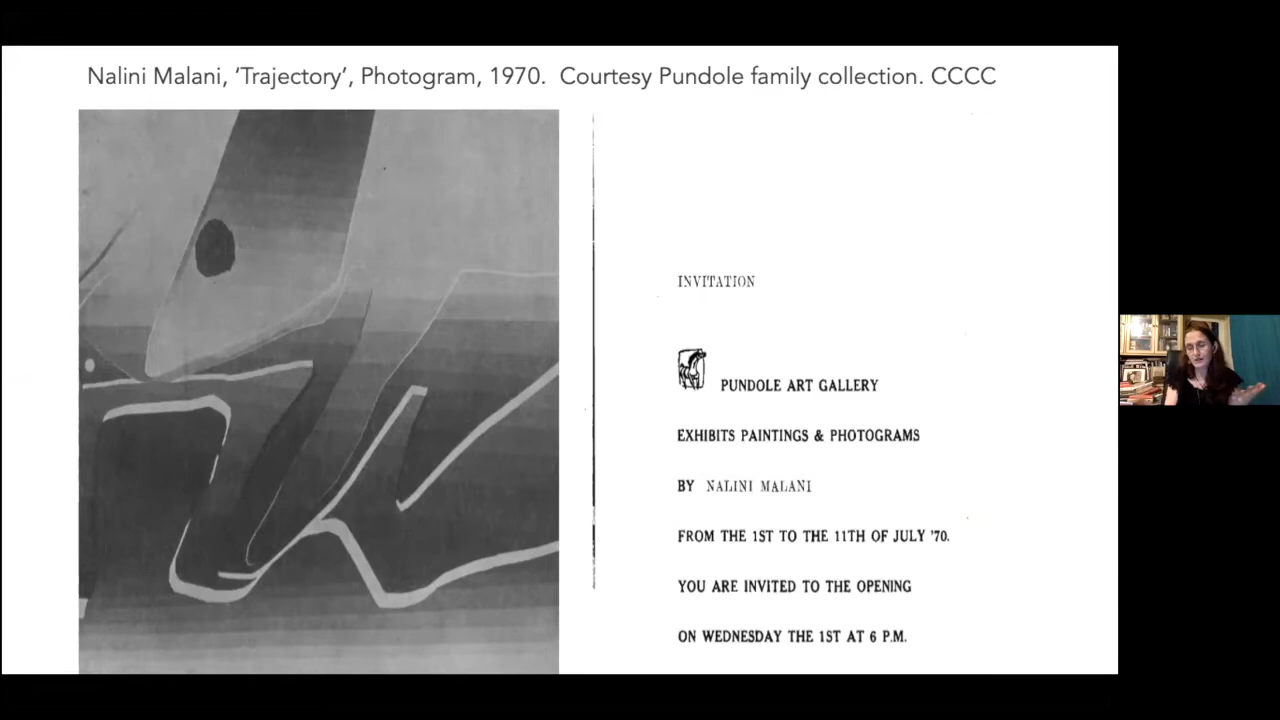 Nalini Malani, ‘Trajectory’, Photogram, 1970. Courtesy Pundole family collection. CCCC
INVITATION
PUNDOLE ART GALLERY
EXHIBITS PAINTINGS & PHOTOGRAMS
BY NALINI MALANI
FROM THE 1ST TO THE 11TH OF JULY '70.
YOU ARE INVITED TO THE OPENING
ON WEDNESDAY THE 1ST AT 6 P.M.